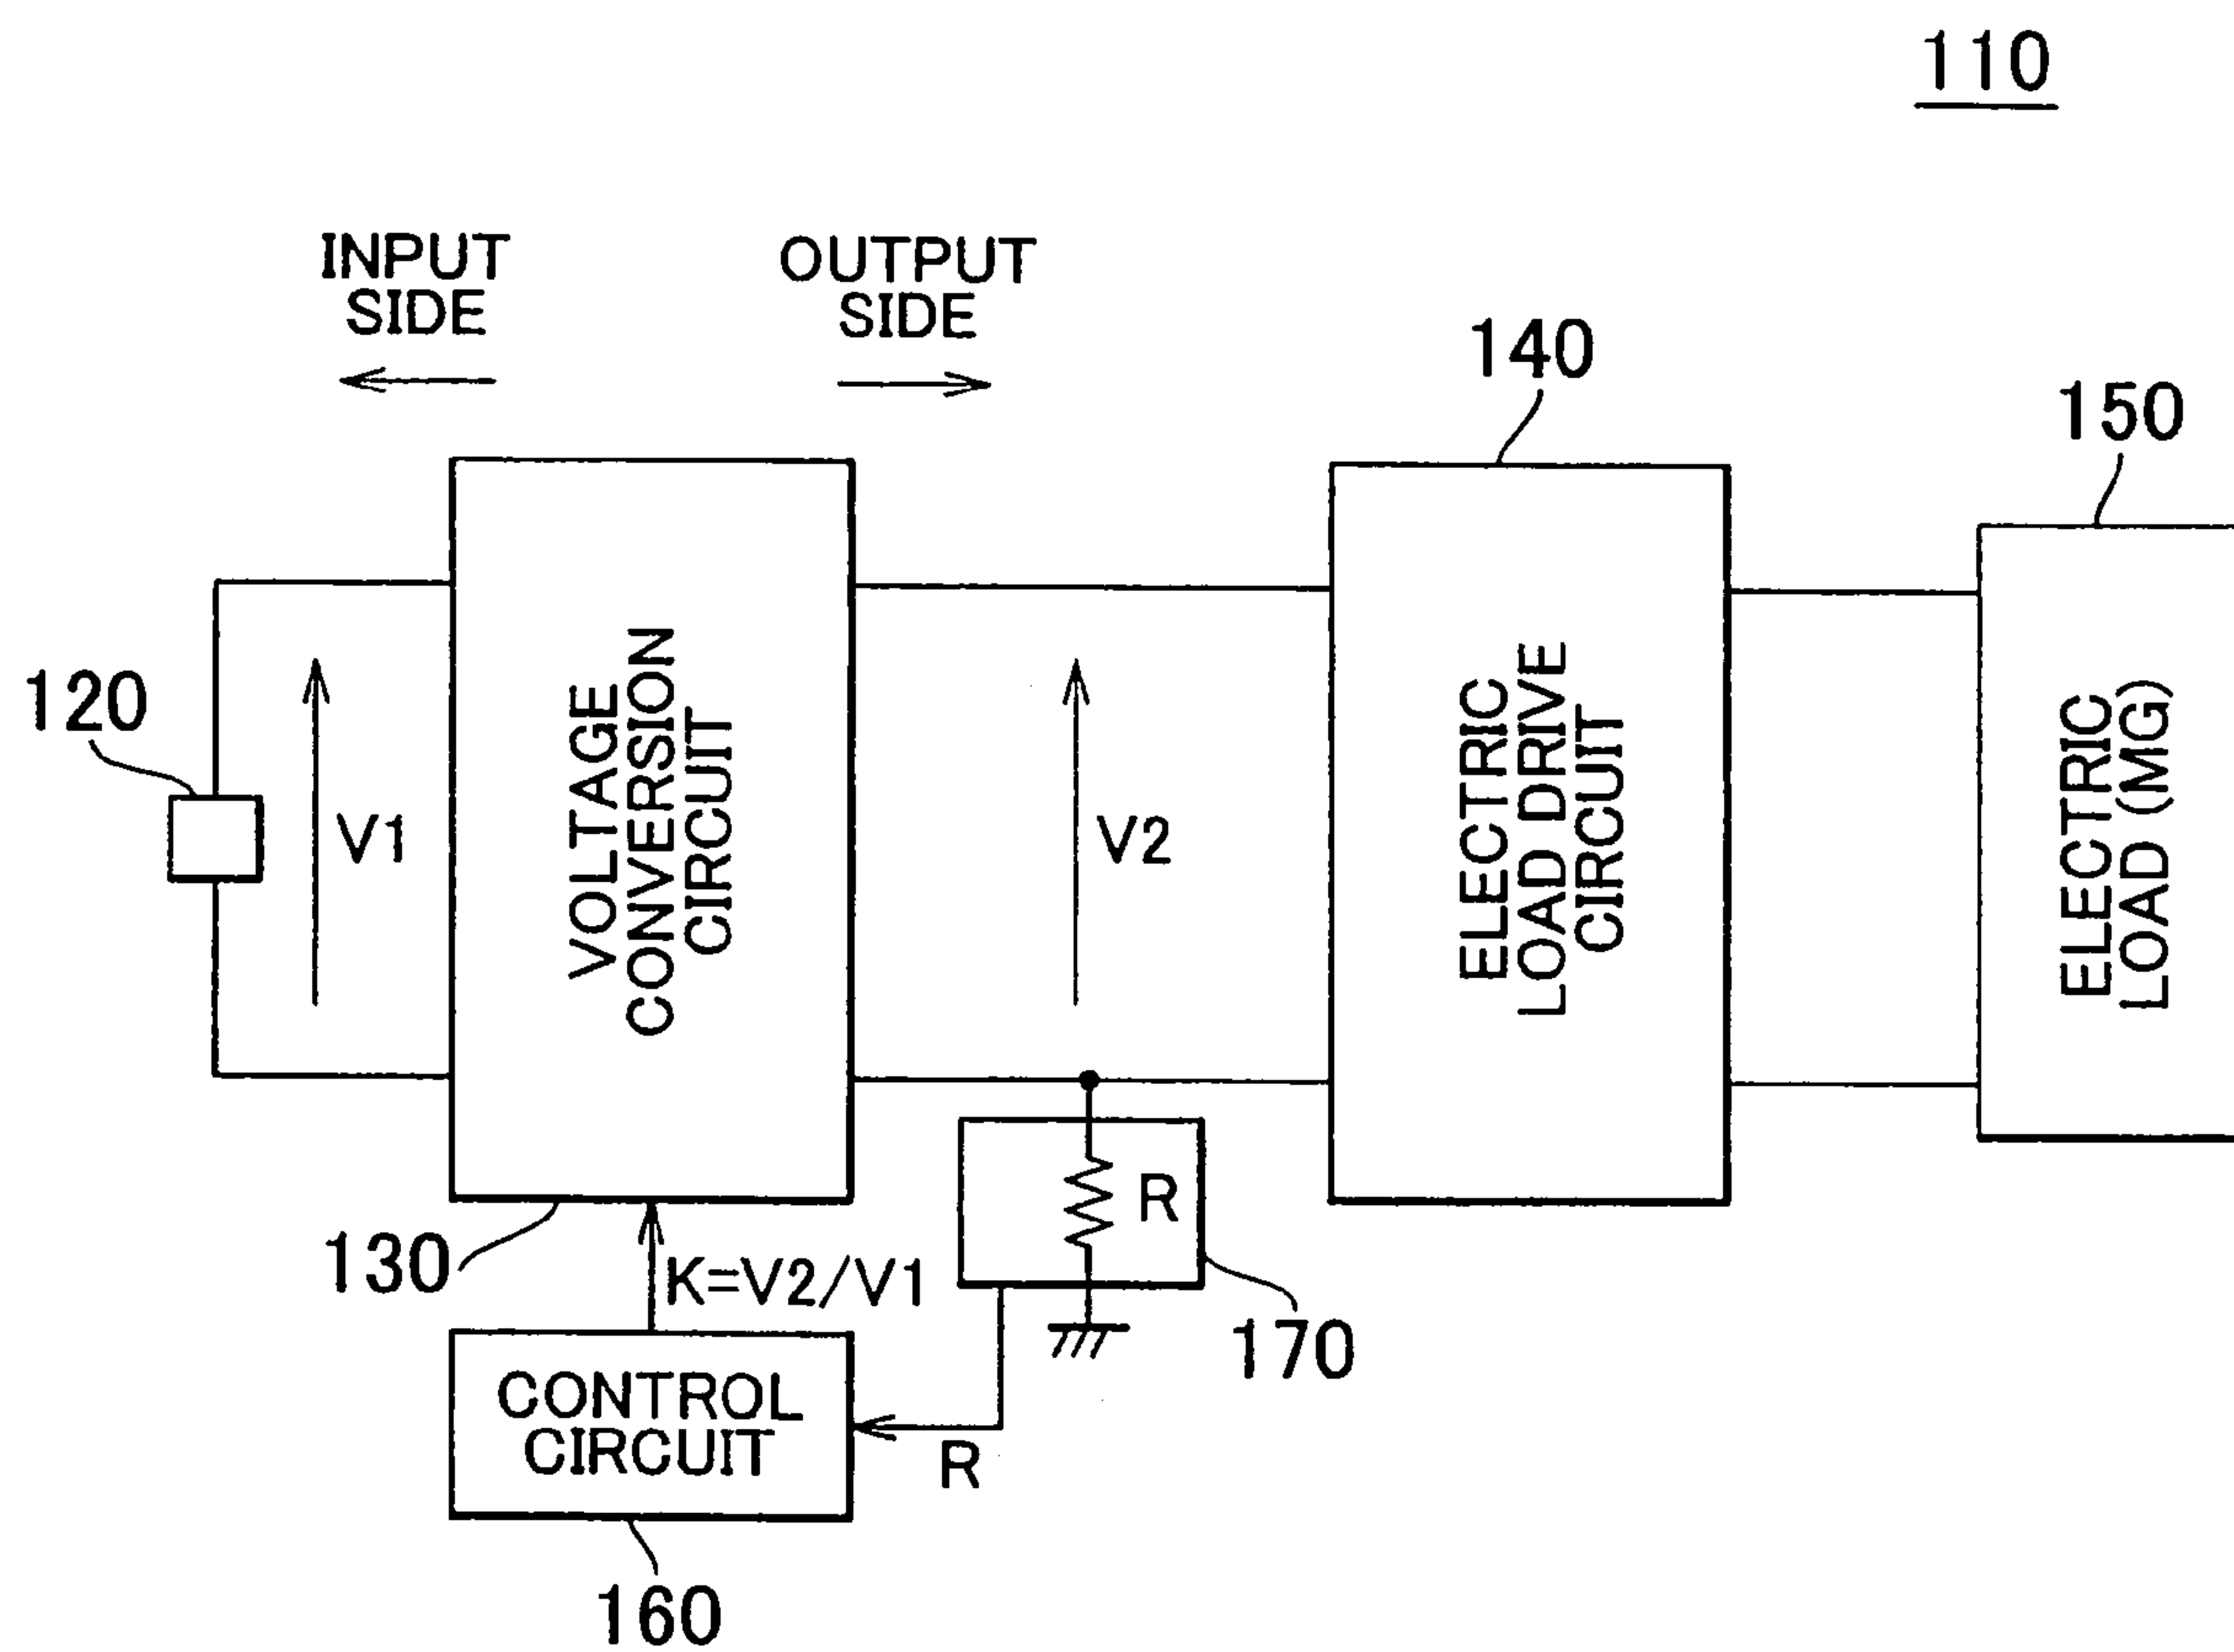 110
INPUT
SIDE
OUTPUT
SIDE
140
150
120
V1
VOLTAGE
CONVERSION
CIRCUIT
V2
ELECTRIC
LOAD DRIVE
CIRCUIT
ELECTRIC
LOAD (MG)
130
K=V2/V1
R
170
CONTROL
CIRCUIT
R
160